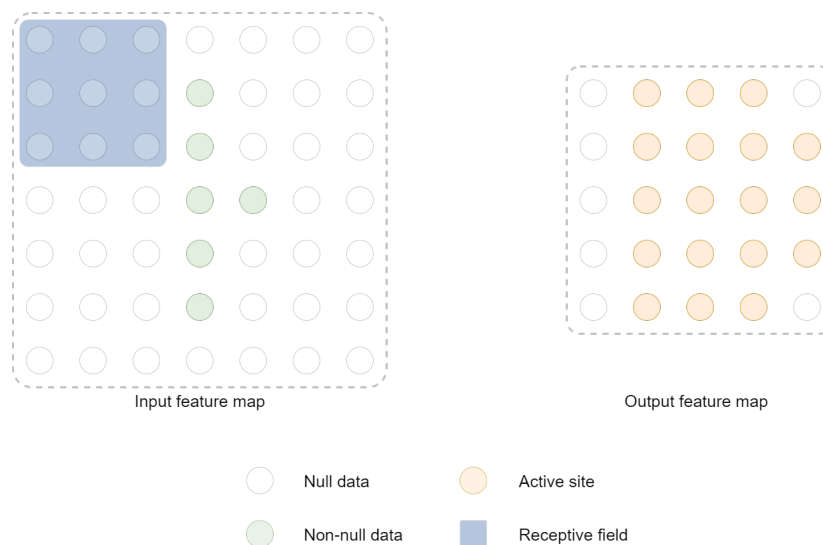 Input feature map
Output feature map
Null data
Active site
Non-null data
Receptive field